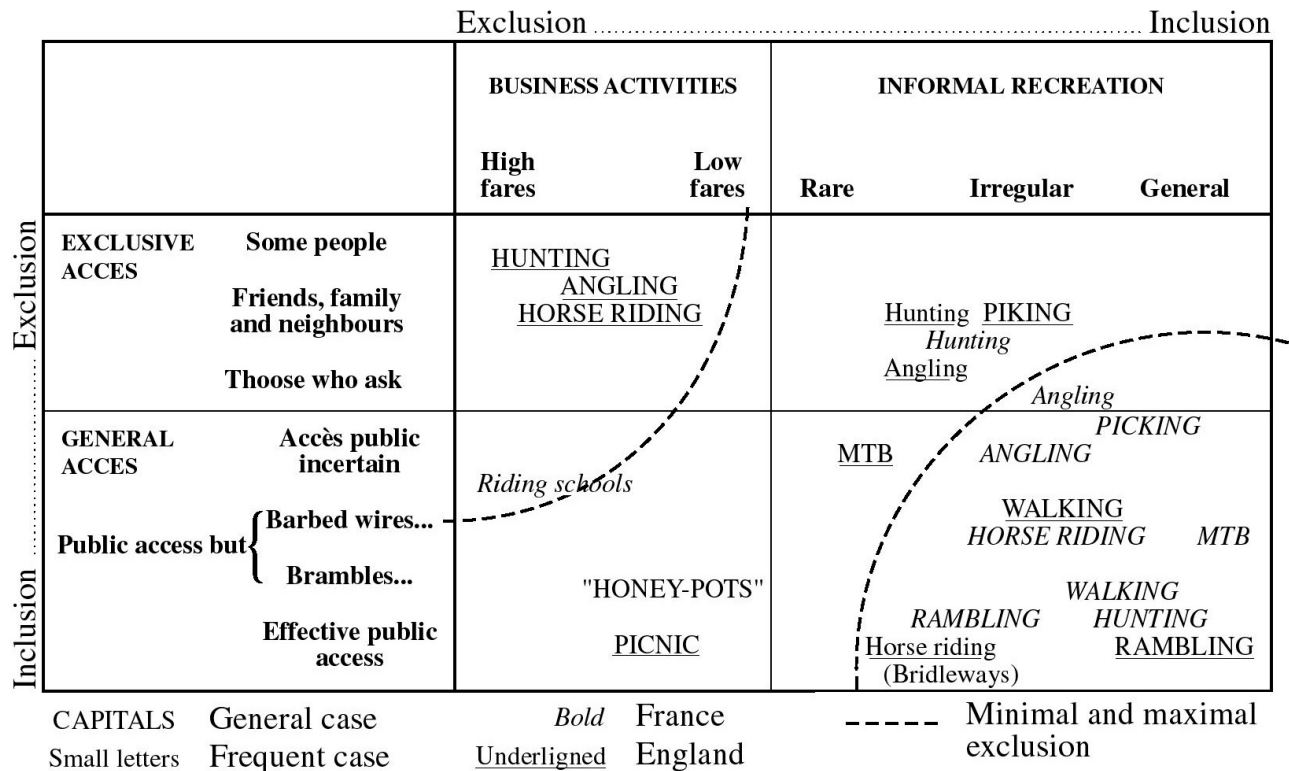 Exclusion ........ Inclusion
BUSINESS ACTIVITIES
INFORMAL RECREATION
High fares
Low fares
Rare
Irregular
General
Exclusion
Inclusion
EXCLUSIVE ACCES
Some people
Friends, family
and neighbours
Thoose who ask
HUNTING
ANGLING
HORSE RIDING
Hunting PIKING
Hunting
Angling
Angling
GENERAL ACCES
Accès public
incertain
Public access but
Barbed wires...
Brambles...
Effective public
access
Riding schools
"HONEY-POTS"
PICNIC
PICKING
MTB
ANGLING
WALKING
HORSE RIDING
MTB
WALKING
RAMBLING
HUNTING
Horse riding
RAMBLING
(Bridleways)
CAPITALS General case
Small letters Frequent case
Bold France
Underligned England
Minimal and maximal
exclusion